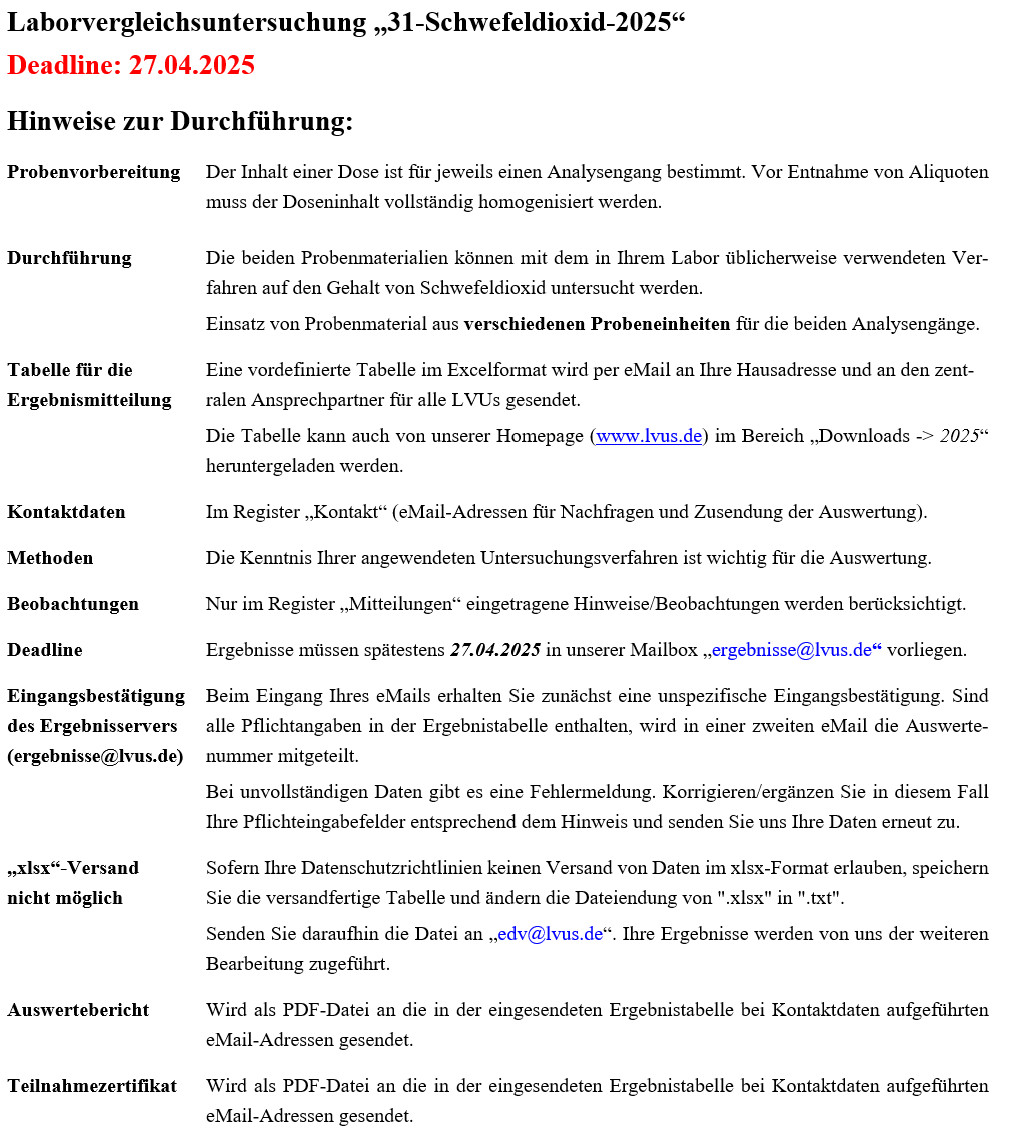 Laborvergleichsuntersuchung „31-Schwefeldioxid-2025“
Deadline: 27.04.2025
Hinweise zur Durchführung:
Probenvorbereitung Der Inhalt einer Dose ist für jeweils einen Analysengang bestimmt. Vor Entnahme von Aliquoten
muss der Doseninhalt vollständig homogenisiert werden.
Durchführung Die beiden Probenmaterialien können mit dem in Ihrem Labor üblicherweise verwendeten Ver-
fahren auf den Gehalt von Schwefeldioxid untersucht werden.
Einsatz von Probenmaterial aus verschiedenen Probeneinheiten für die beiden Analysengänge.
Tabelle für die Eine vordefinierte Tabelle im Excelformat wird per eMail an Ihre Hausadresse und an den zent-
Ergebnismitteilung ralen Ansprechpartner für alle LVUs gesendet.
Die Tabelle kann auch von unserer Homepage (www.lvus.de) im Bereich „Downloads -> 2025“
heruntergeladen werden.
Kontaktdaten Im Register „Kontakt“ (eMail-Adressen für Nachfragen und Zusendung der Auswertung).
Methoden Die Kenntnis Ihrer angewendeten Untersuchungsverfahren ist wichtig für die Auswertung.
Beobachtungen Nur im Register „Mitteilungen“ eingetragene Hinweise/Beobachtungen werden berücksichtigt.
Deadline Ergebnisse müssen spätestens 27.04.2025 in unserer Mailbox „ergebnisse@lvus.de“ vorliegen.
Eingangsbestätigung Beim Eingang Ihres eMails erhalten Sie zunächst eine unspezifische Eingangsbestätigung. Sind
des Ergebnisservers alle Pflichtangaben in der Ergebnistabelle enthalten, wird in einer zweiten eMail die Auswerte-
(ergebnisse@lvus.de) nummer mitgeteilt.
Bei unvollständigen Daten gibt es eine Fehlermeldung. Korrigieren/ergänzen Sie in diesem Fall
Ihre Pflichteingabefelder entsprechend dem Hinweis und senden Sie uns Ihre Daten erneut zu.
„xlsx“-Versand Sofern Ihre Datenschutzrichtlinien keinen Versand von Daten im xlsx-Format erlauben, speichern
nicht möglich Sie die versandfertige Tabelle und ändern die Dateiendung von ".xlsx" in ".txt".
Senden Sie daraufhin die Datei an „edv@lvus.de“. Ihre Ergebnisse werden von uns der weiteren
Bearbeitung zugeführt.
Auswertebericht Wird als PDF-Datei an die in der eingesendeten Ergebnistabelle bei Kontaktdaten aufgeführten
eMail-Adressen gesendet.
Teilnahmezertifikat Wird als PDF-Datei an die in der eingesendeten Ergebnistabelle bei Kontaktdaten aufgeführten
eMail-Adressen gesendet.